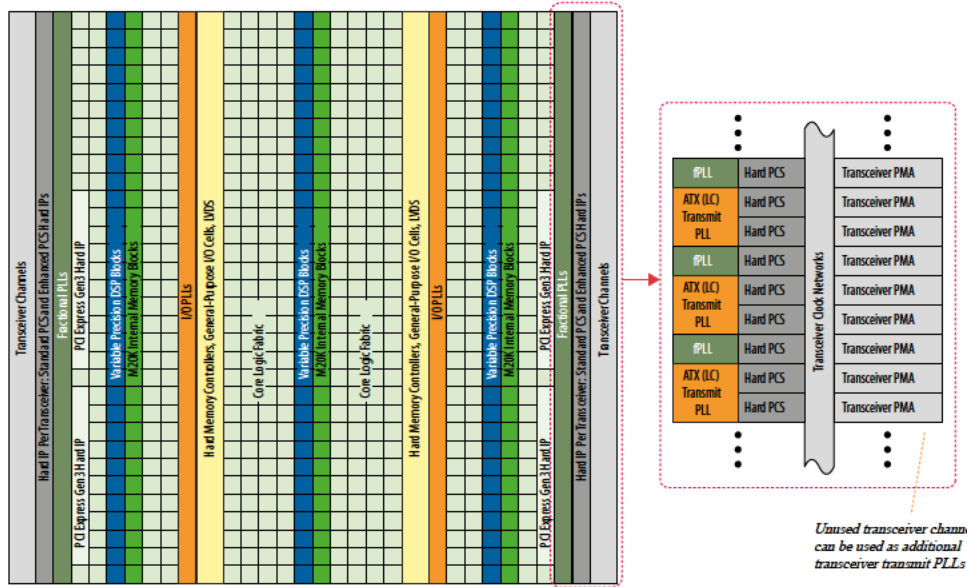 Transceiver Channels
Hard IP Per Transceiver: Standard PCS and Enhanced PCS Hard IPs
Fractional PLLs
PCI Express Gen3 Hard IP
PCI Express Gen3 Hard IP
Variable Precision DSP Blocks
M20K Internal Memory Blocks
I/O PLLs
Hard Memory Controllers, General-Purpose I/O Cells, LVDS
Core Logic Fabric
Variable Precision DSP Blocks
M20K Internal Memory Blocks
Core Logic Fabric
Hard Memory Controllers, General-Purpose I/O Cells, LVDS
I/O PLLs
Variable Precision DSP Blocks
M20K Internal Memory Blocks
PCI Express Gen3 Hard IP
PCI Express Gen3 Hard IP
Fractional PLLs
Hard IP Per Transceiver: Standard PCS and Enhanced PCS Hard IPs
Transceiver Channels
fPLL
Hard PCS
Transceiver PMA
ATX (LC)
Transmit
PLL
Hard PCS
Transceiver PMA
Hard PCS
Transceiver PMA
fPLL
Hard PCS
Transceiver PMA
ATX (LC)
Transmit
PLL
Hard PCS
Transceiver PMA
Hard PCS
Transceiver PMA
fPLL
Hard PCS
Transceiver PMA
ATX (LC)
Transmit
PLL
Hard PCS
Transceiver PMA
Hard PCS
Transceiver PMA
Transceiver Clock Networks
Unused transceiver
can be used as additional
transceiver transmit PLLs